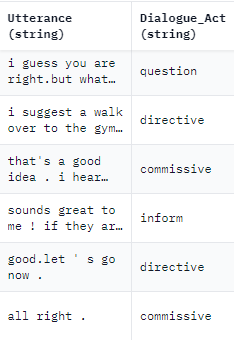 Utterance Dialogue_Act
(string) (string)
i guess you are
right.but what… question
i suggest a walk
over to the gym… directive
that's a good
idea . i hear… commissive
sounds great to
me ! if they ar… inform
good.let ' s go
now . directive
all right . commissive